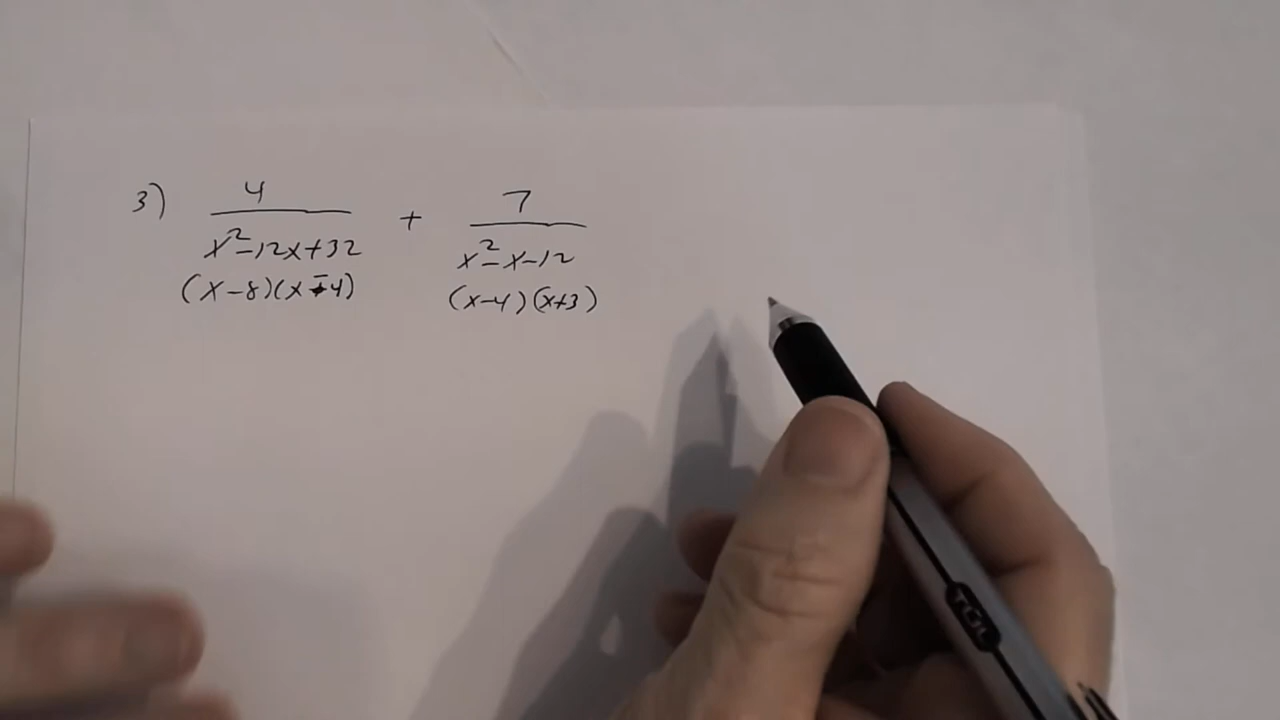 3) 4/(x²-12x+32) + 7/(x²-x-12)
(x-8)(x-4) (x-4)(x+3)